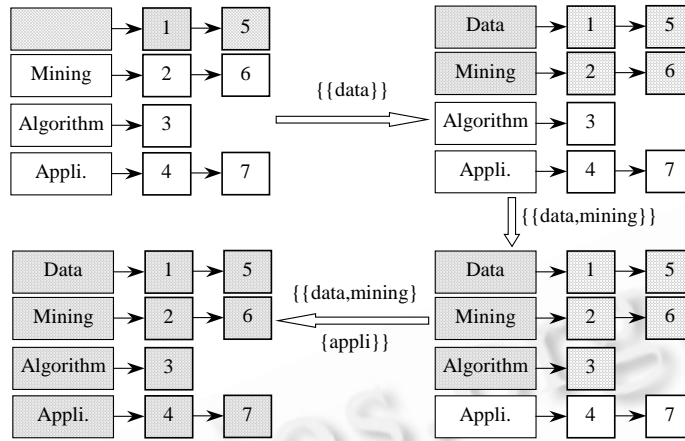 1 5
Mining 2 6
Algorithm 3
Appli. 4 7
{{data}}
Data 1 5
Mining 2 6
Algorithm 3
Appli. 4 7
{{data,mining}}
Data 1 5
Mining 2 6
Algorithm 3
Appli. 4 7
{{data,mining}
{appli}}
Data 1 5
Mining 2 6
Algorithm 3
Appli. 4 7